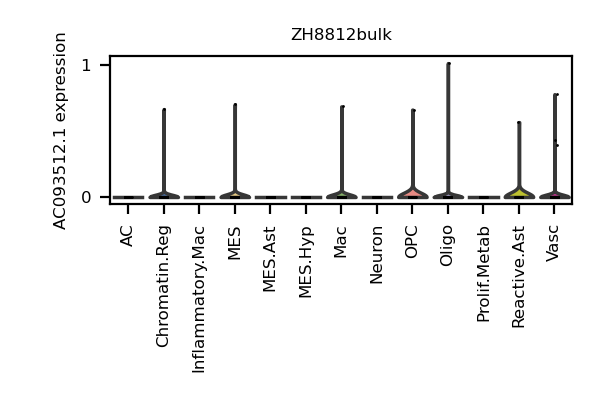 ZH8812bulk
AC093512.1 expression
1
0
AC
Chromatin.Reg
Inflammatory.Mac
MES
MES.Ast
MES.Hyp
Mac
Neuron
OPC
Oligo
Prolif.Metab
Reactive.Ast
Vasc